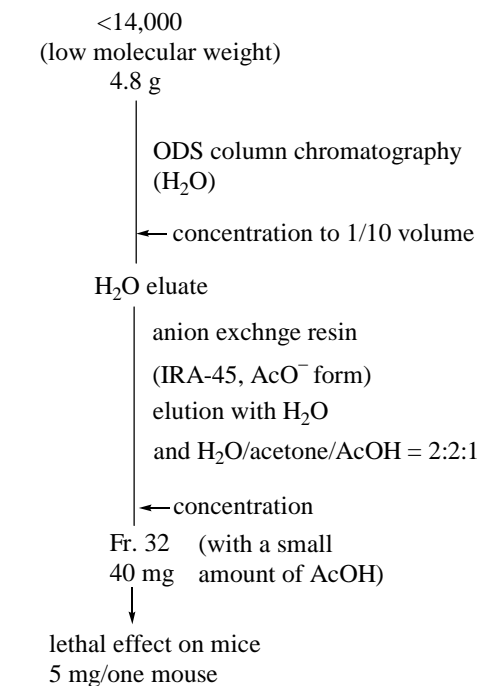 <14,000
(low molecular weight)
4.8 g
ODS column chromatography
(H₂O)
concentration to 1/10 volume
H₂O eluate
anion exchnge resin
(IRA-45, AcO⁻ form)
elution with H₂O
and H₂O/acetone/AcOH = 2:2:1
concentration
Fr. 32 (with a small
40 mg amount of AcOH)
lethal effect on mice
5 mg/one mouse